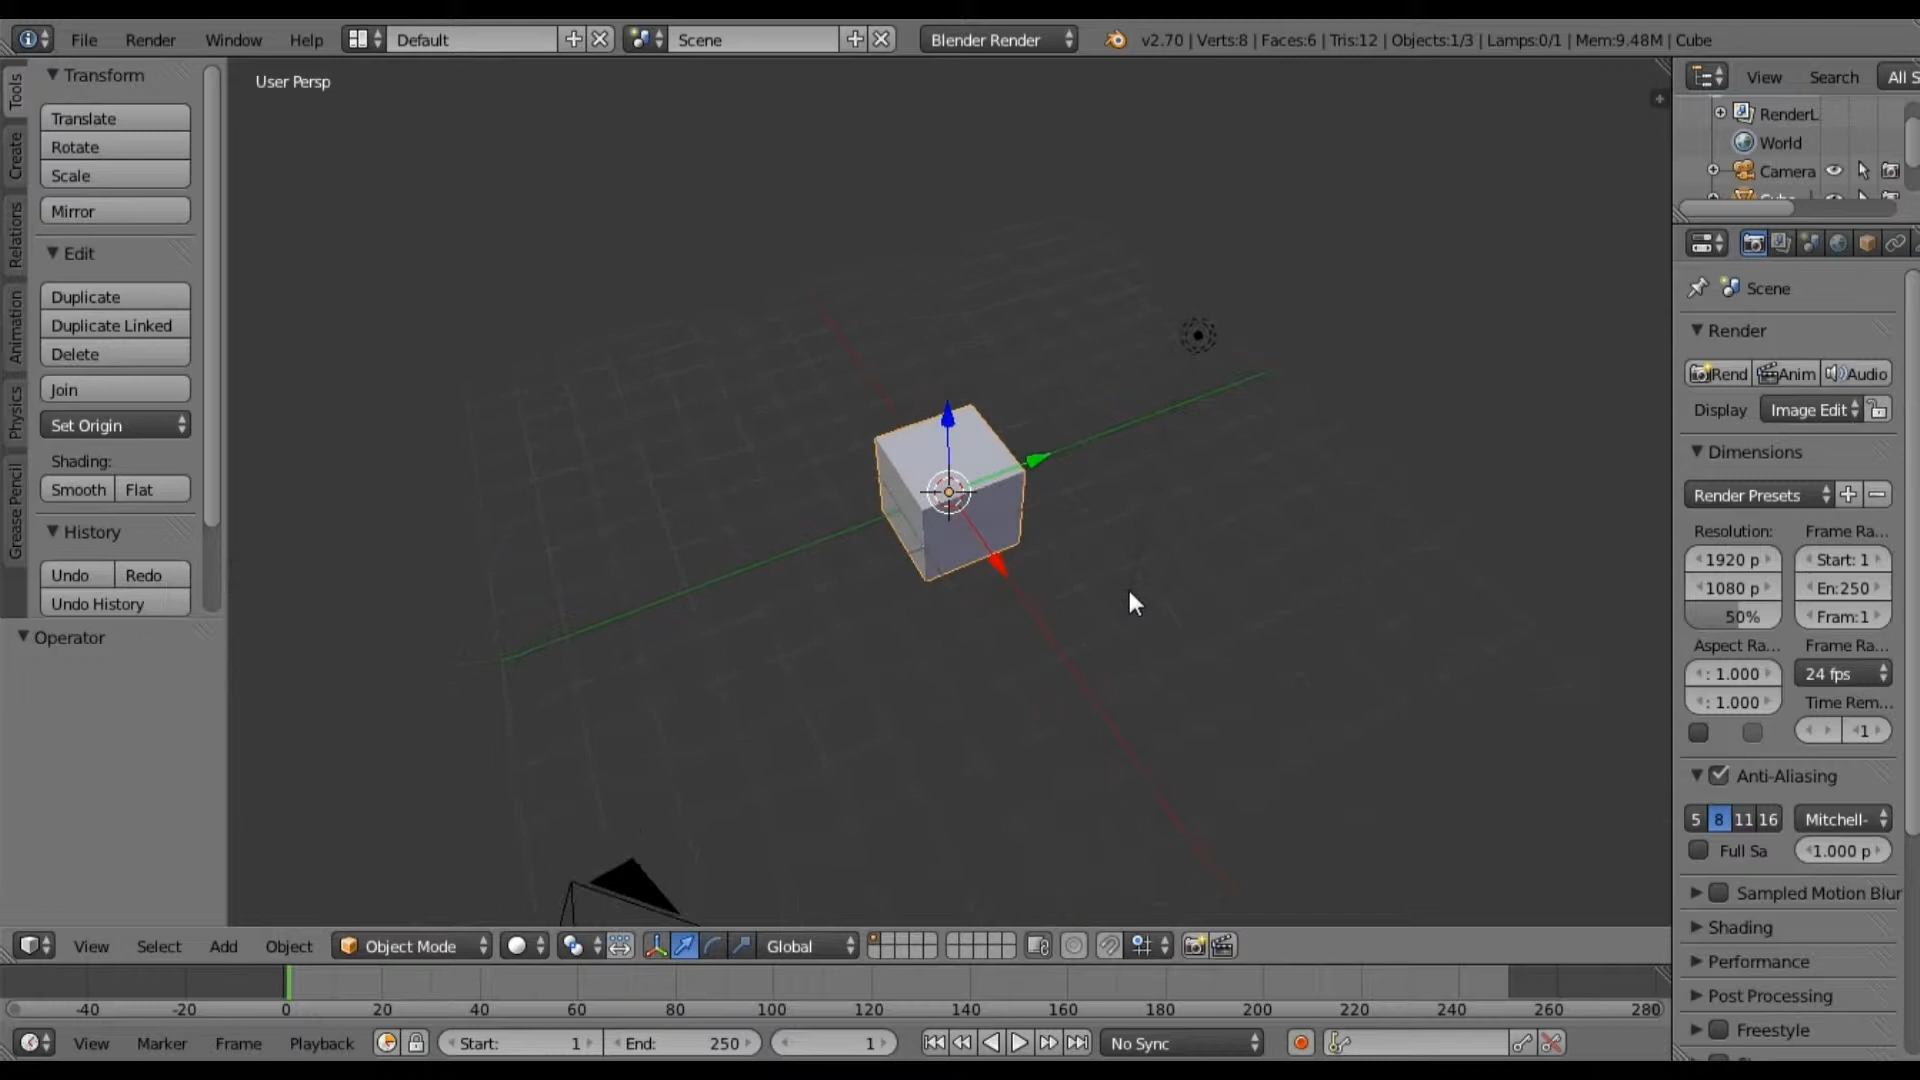 File Render Window Help Default Scene Blender Render v2.70 | Verts:8 | Faces:6 | Tris:12 | Objects:1/3 | Lamps:0/1 | Mem:9.48M | Cube
Tools
Create
Relations
Animation
Physics
Grease Pencil
Transform
Translate
Rotate
Scale
Mirror
Edit
Duplicate
Duplicate Linked
Delete
Join
Set Origin
Shading:
Smooth Flat
History
Undo Redo
Undo History
Operator
User Persp
View Search All S
RenderL
World
Camera
Scene
Render
Rend Anim Audio
Display Image Edit
Dimensions
Render Presets
Resolution: Frame Ra...
1920 p Start: 1
1080 p En:250
50% Fram:1
Aspect Ra... Frame Ra...
: 1.000 24 fps
: 1.000 Time Rem...
1
Anti-Aliasing
5 8 11 16 Mitchell-
Full Sa 1.000 p
Sampled Motion Blur
Shading
Performance
Post Processing
Freestyle
View Select Add Object Object Mode Global
-40 -20 0 20 40 60 80 100 120 140 160 180 200 220 240 260 280
View Marker Frame Playback Start: 1 End: 250 1 No Sync